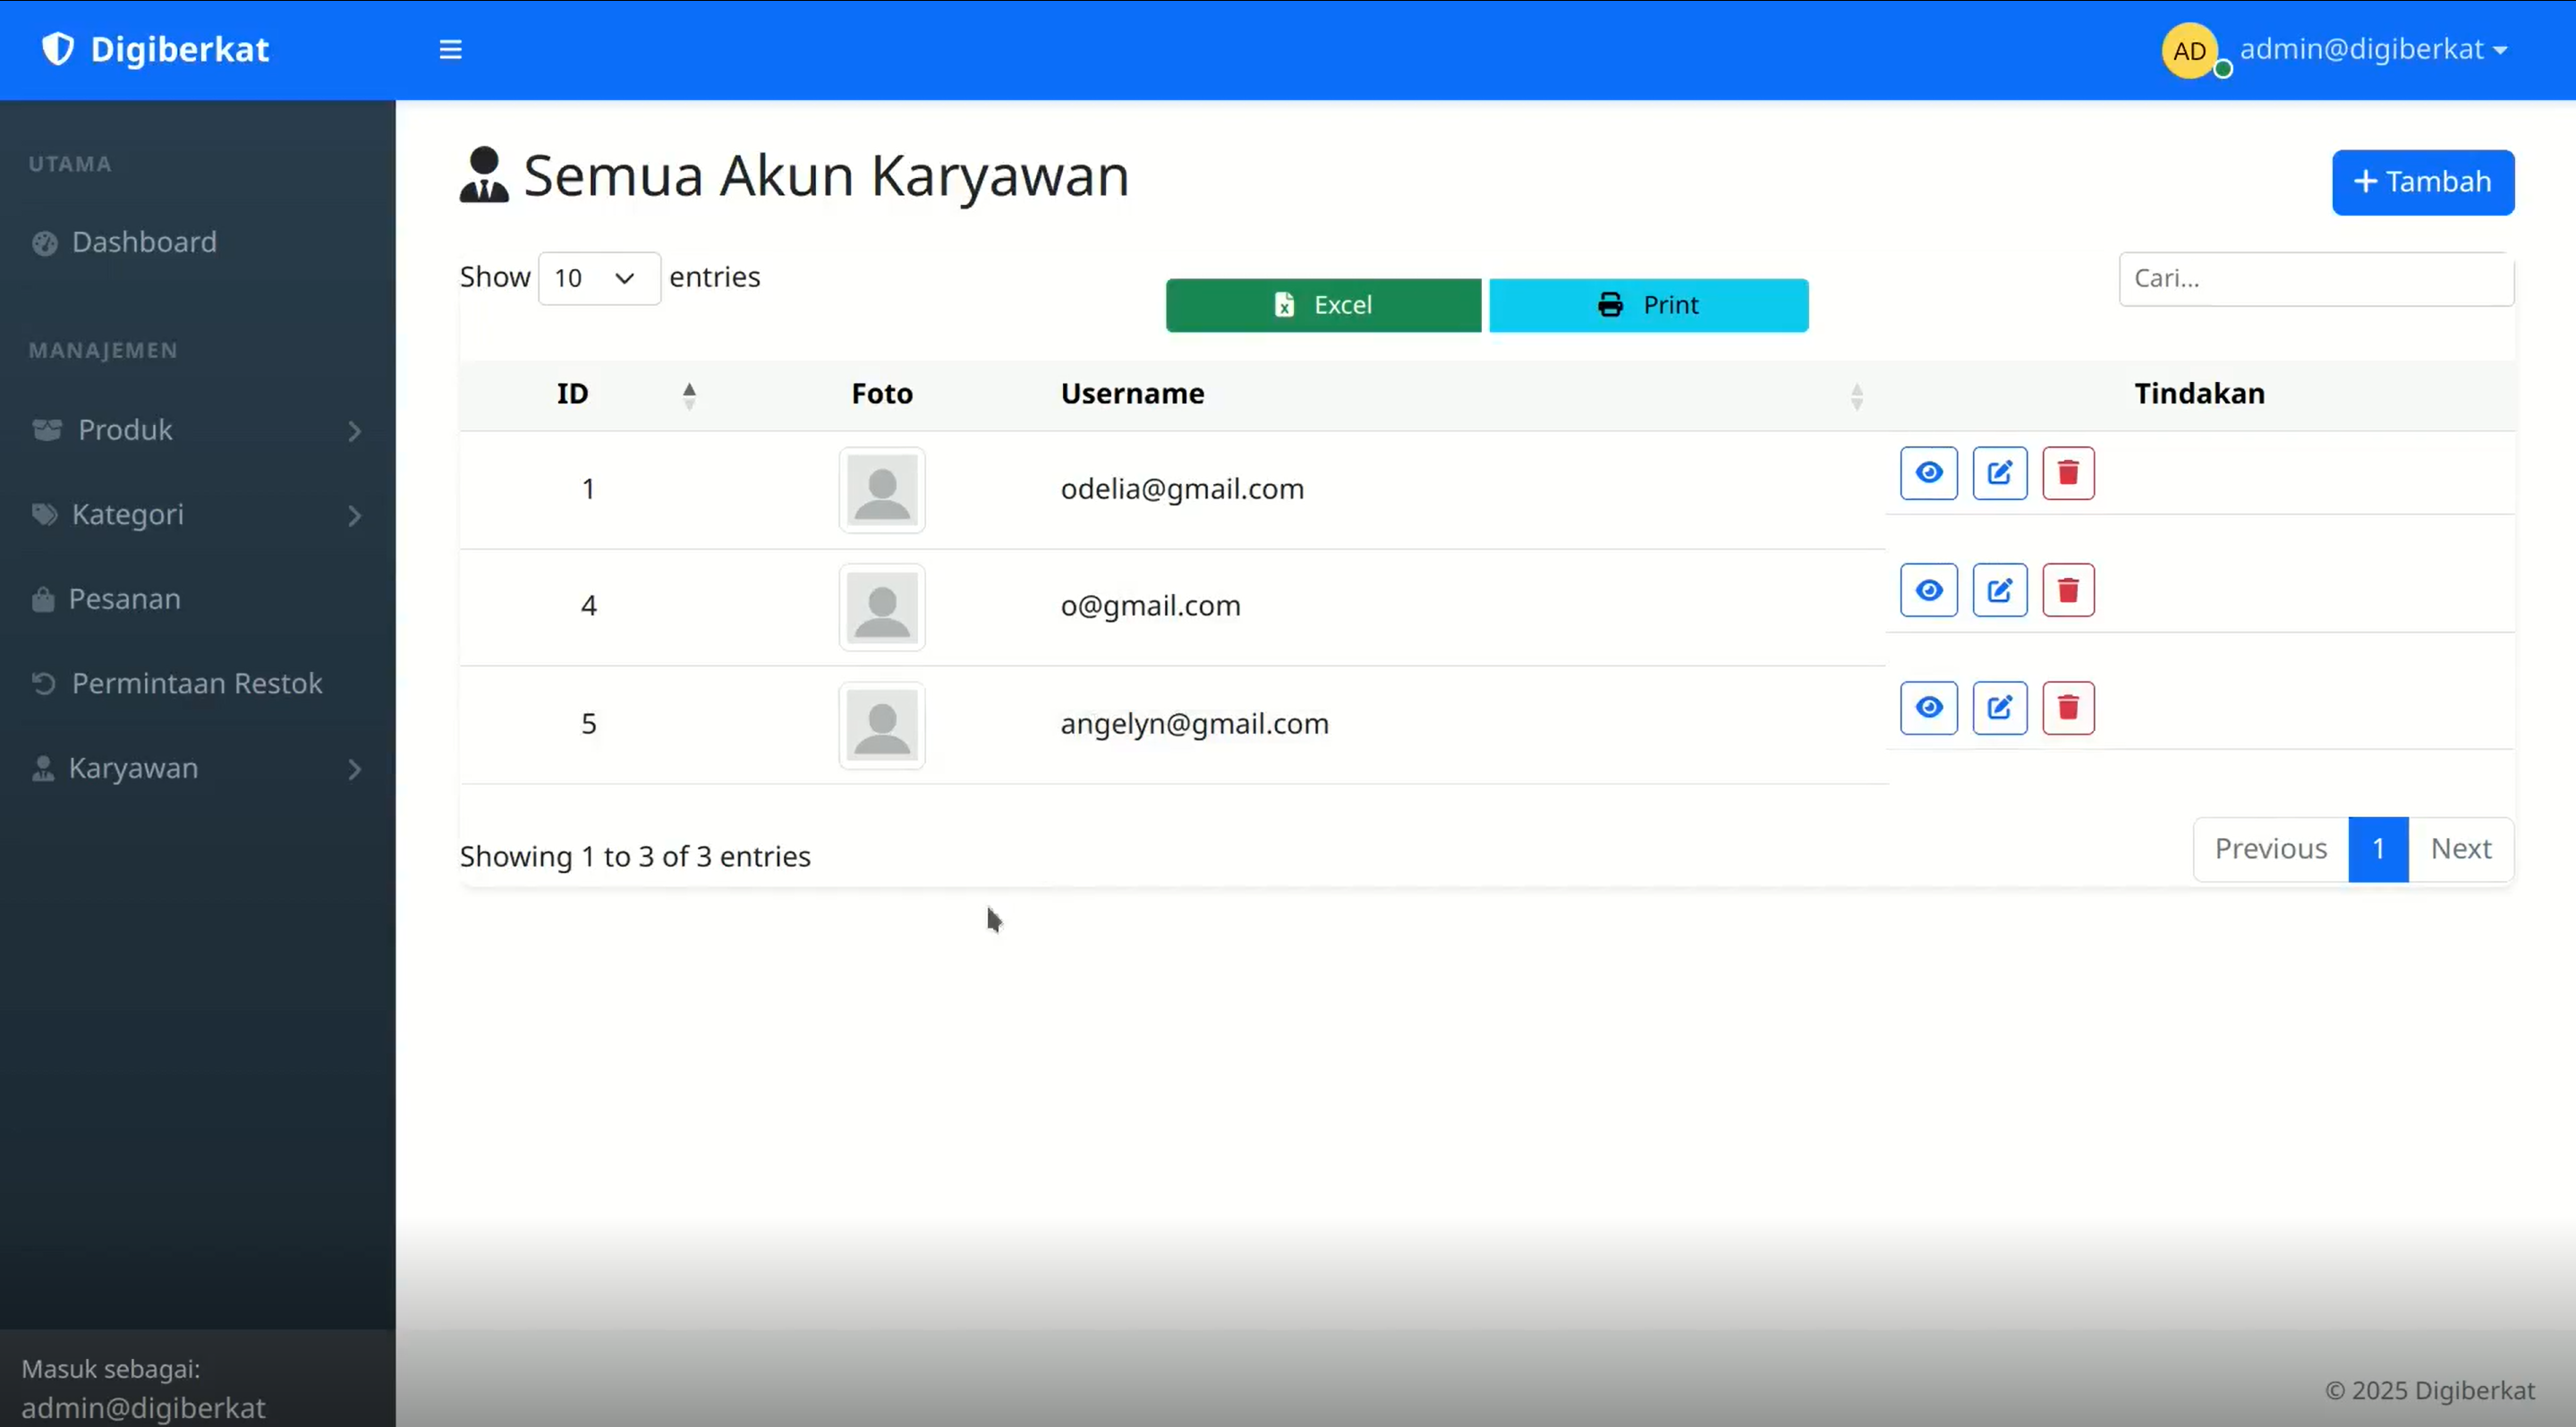 Digiberkat
AD admin@digiberkat
UTAMA
Dashboard
MANAJEMEN
Produk
Kategori
Pesanan
Permintaan Restok
Karyawan
Masuk sebagai:
admin@digiberkat
Semua Akun Karyawan
+ Tambah
Show 10 entries
Excel
Print
Cari...
ID Foto Username Tindakan
1 odelia@gmail.com
4 o@gmail.com
5 angelyn@gmail.com
Showing 1 to 3 of 3 entries
Previous 1 Next
© 2025 Digiberkat